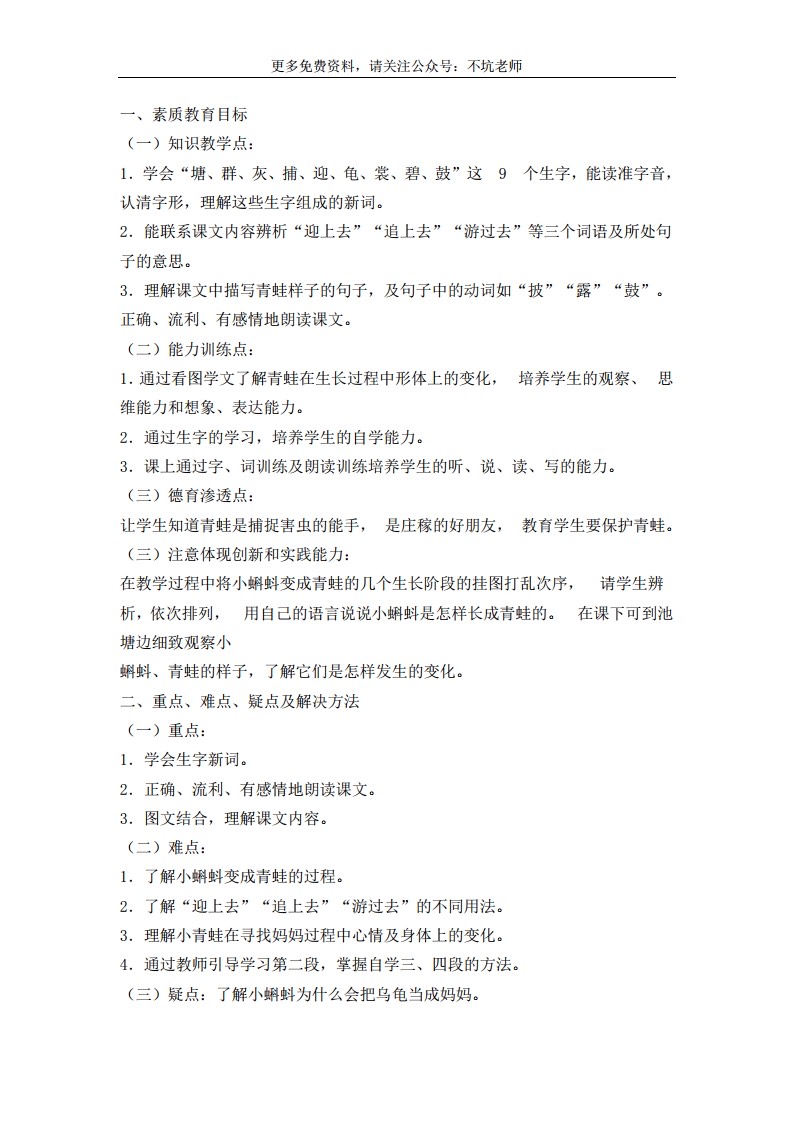 更多免费资料，请关注公众号：不坑老师
一、素质教育目标
（一）知识教学点：
1．学会“塘、群、灰、捕、迎、龟、裳、碧、鼓”这 9 个生字，能读准字音，
认清字形，理解这些生字组成的新词。
2．能联系课文内容辨析“迎上去”“追上去”“游过去”等三个词语及所处句
子的意思。
3．理解课文中描写青蛙样子的句子，及句子中的动词如“披”“露”“鼓”。
正确、流利、有感情地朗读课文。
（二）能力训练点：
1．通过看图学文了解青蛙在生长过程中形体上的变化， 培养学生的观察、 思
维能力和想象、表达能力。
2．通过生字的学习，培养学生的自学能力。
3．课上通过字、词训练及朗读训练培养学生的听、说、读、写的能力。
（三）德育渗透点：
让学生知道青蛙是捕捉害虫的能手， 是庄稼的好朋友， 教育学生要保护青蛙。
（三）注意体现创新和实践能力：
在教学过程中将小蝌蚪变成青蛙的几个生长阶段的挂图打乱次序， 请学生辨
析，依次排列， 用自己的语言说说小蝌蚪是怎样长成青蛙的。 在课下可到池
塘边细致观察小
蝌蚪、青蛙的样子，了解它们是怎样发生的变化。
二、重点、难点、疑点及解决方法
（一）重点：
1．学会生字新词。
2．正确、流利、有感情地朗读课文。
3．图文结合，理解课文内容。
（二）难点：
1．了解小蝌蚪变成青蛙的过程。
2．了解“迎上去”“追上去”“游过去”的不同用法。
3．理解小青蛙在寻找妈妈过程中心情及身体上的变化。
4．通过教师引导学习第二段，掌握自学三、四段的方法。
（三）疑点：了解小蝌蚪为什么会把乌龟当成妈妈。